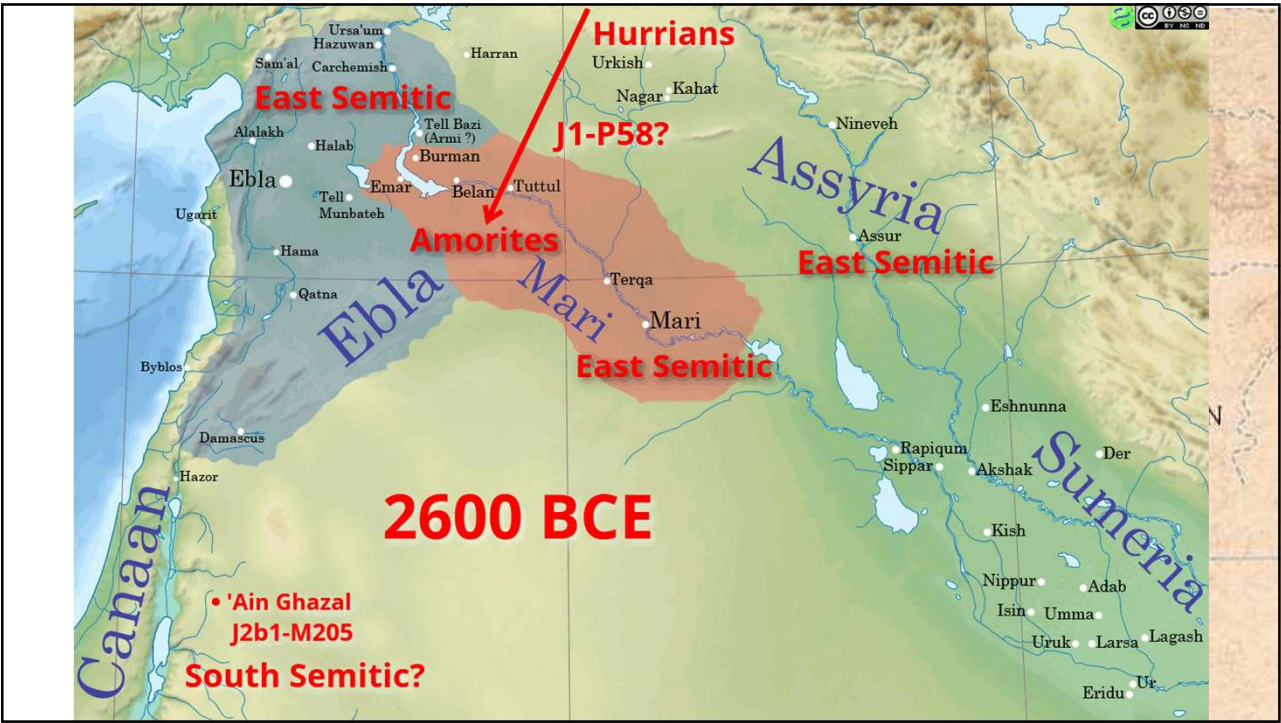 Ursa'um
Hazuwan
Sam'al
Carchemish
Harran
Hurrians
Urkish
Nagar
Kahat
BY NC ND
East Semitic
J1-P58?
Alalakh
Halab
Tell Bazi
(Armi ?)
Burman
Nineveh
Assyria
Ebla
Emar
Belan
Tuttul
Tell
Munbateh
Ugarit
Amorites
Assur
East Semitic
Hama
Qatna
Ebla
Mari
Terqa
Mari
East Semitic
Byblos
Damascus
Hazor
Eshnunna
Rapiqum
Sippar
Akshak
Der
Sumeria
N
2600 BCE
Kish
Canaan
'Ain Ghazal
J2b1-M205
South Semitic?
Nippur
Adab
Isin
Umma
Uruk
Larsa
Lagash
Ur
Eridu